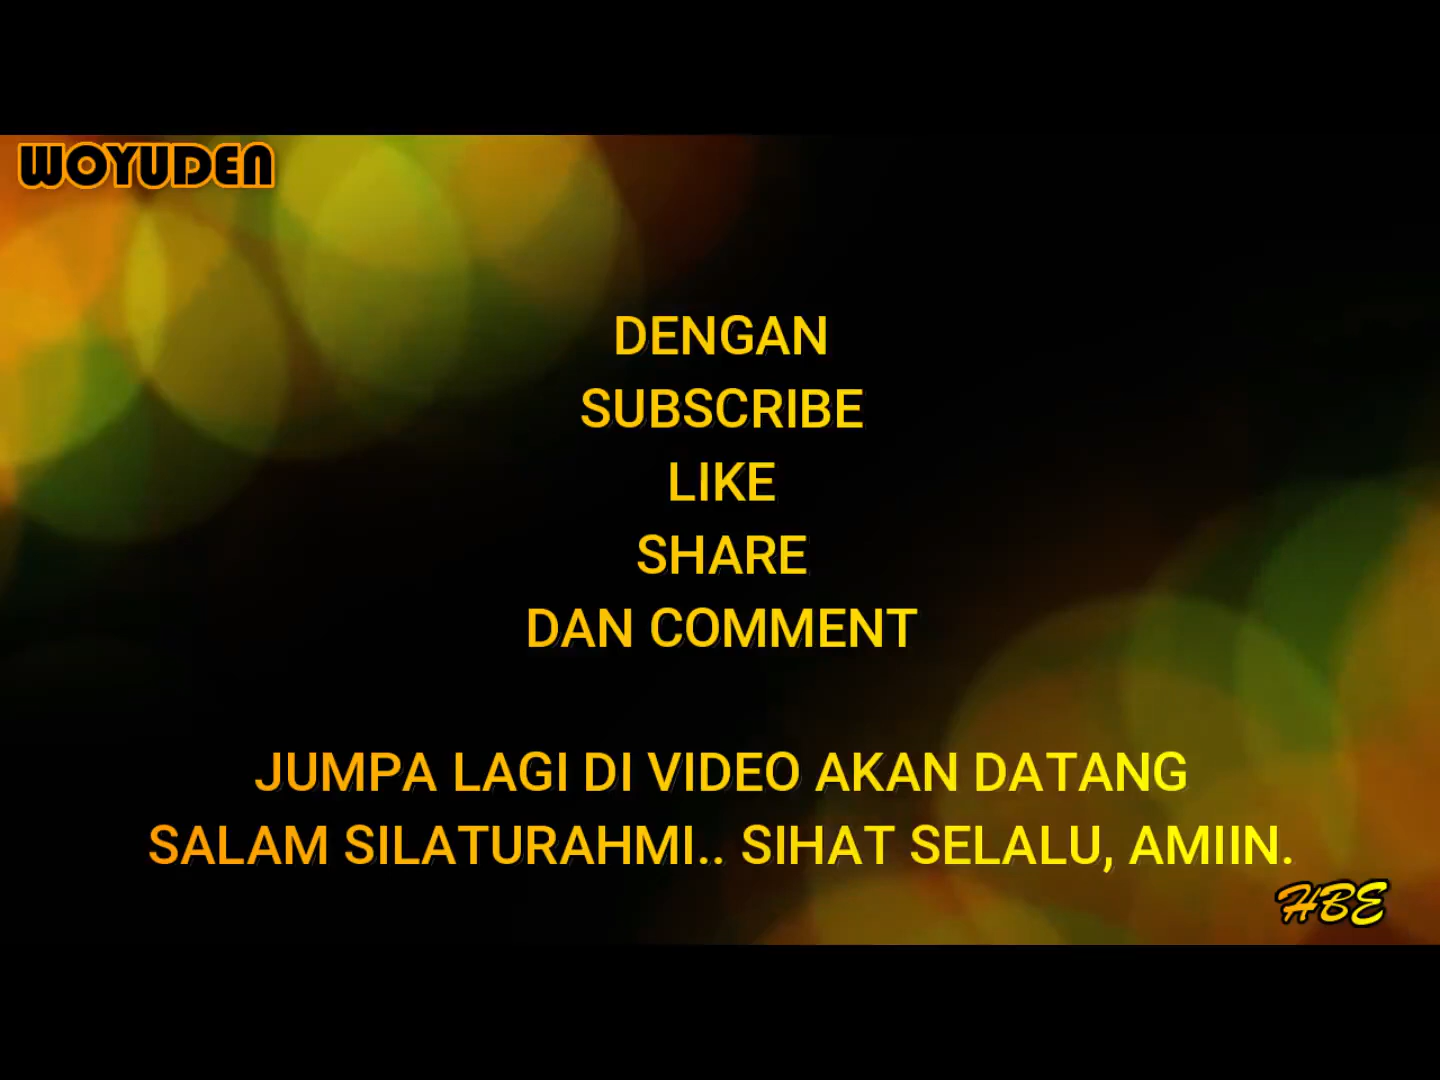 WOYUDEN
DENGAN
SUBSCRIBE
LIKE
SHARE
DAN COMMENT
JUMPA LAGI DI VIDEO AKAN DATANG
SALAM SILATURAHMI.. SIHAT SELALU, AMIIN.
HBE